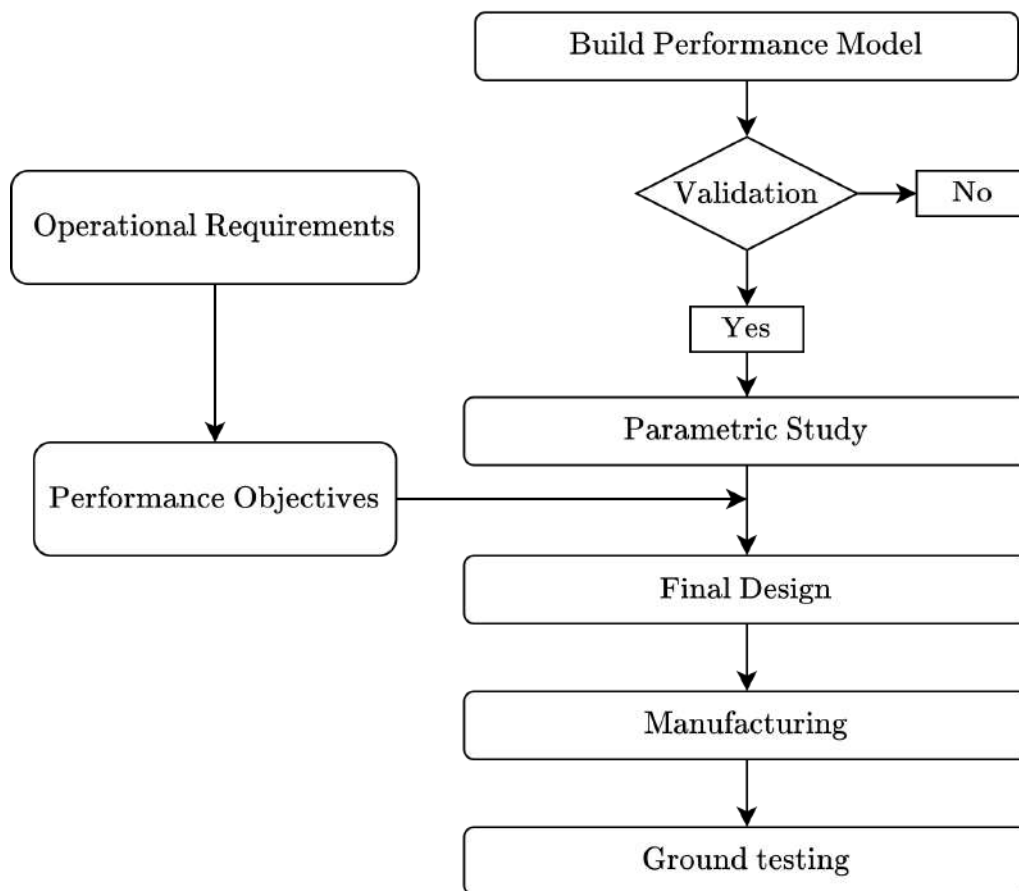 Build Performance Model
Validation
No
Operational Requirements
Yes
Parametric Study
Performance Objectives
Final Design
Manufacturing
Ground testing